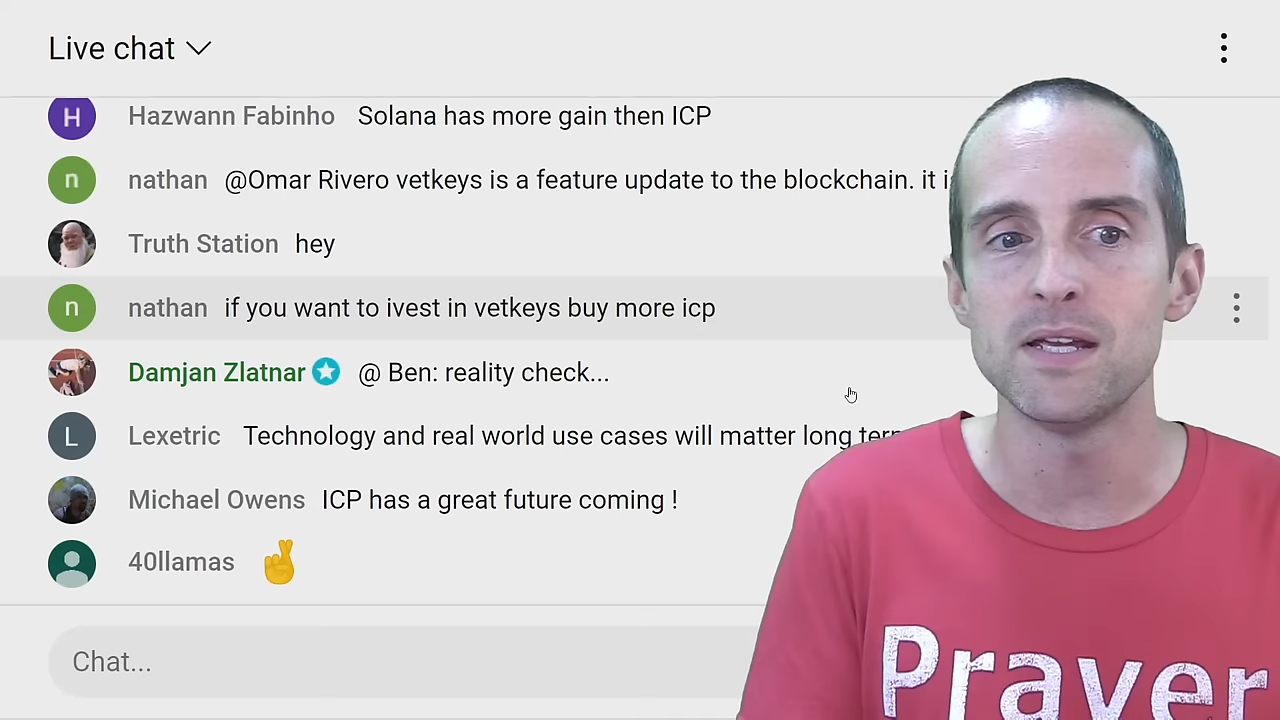 Live chat
H Hazwann Fabinho Solana has more gain then ICP
n nathan @Omar Rivero vetkeys is a feature update to the blockchain. it
Truth Station hey
n nathan if you want to ivest in vetkeys buy more icp
Damjan Zlatnar @ Ben: reality check...
L Lexetric Technology and real world use cases will matter long
Michael Owens ICP has a great future coming !
40llamas 🤞
Chat...
Prayer